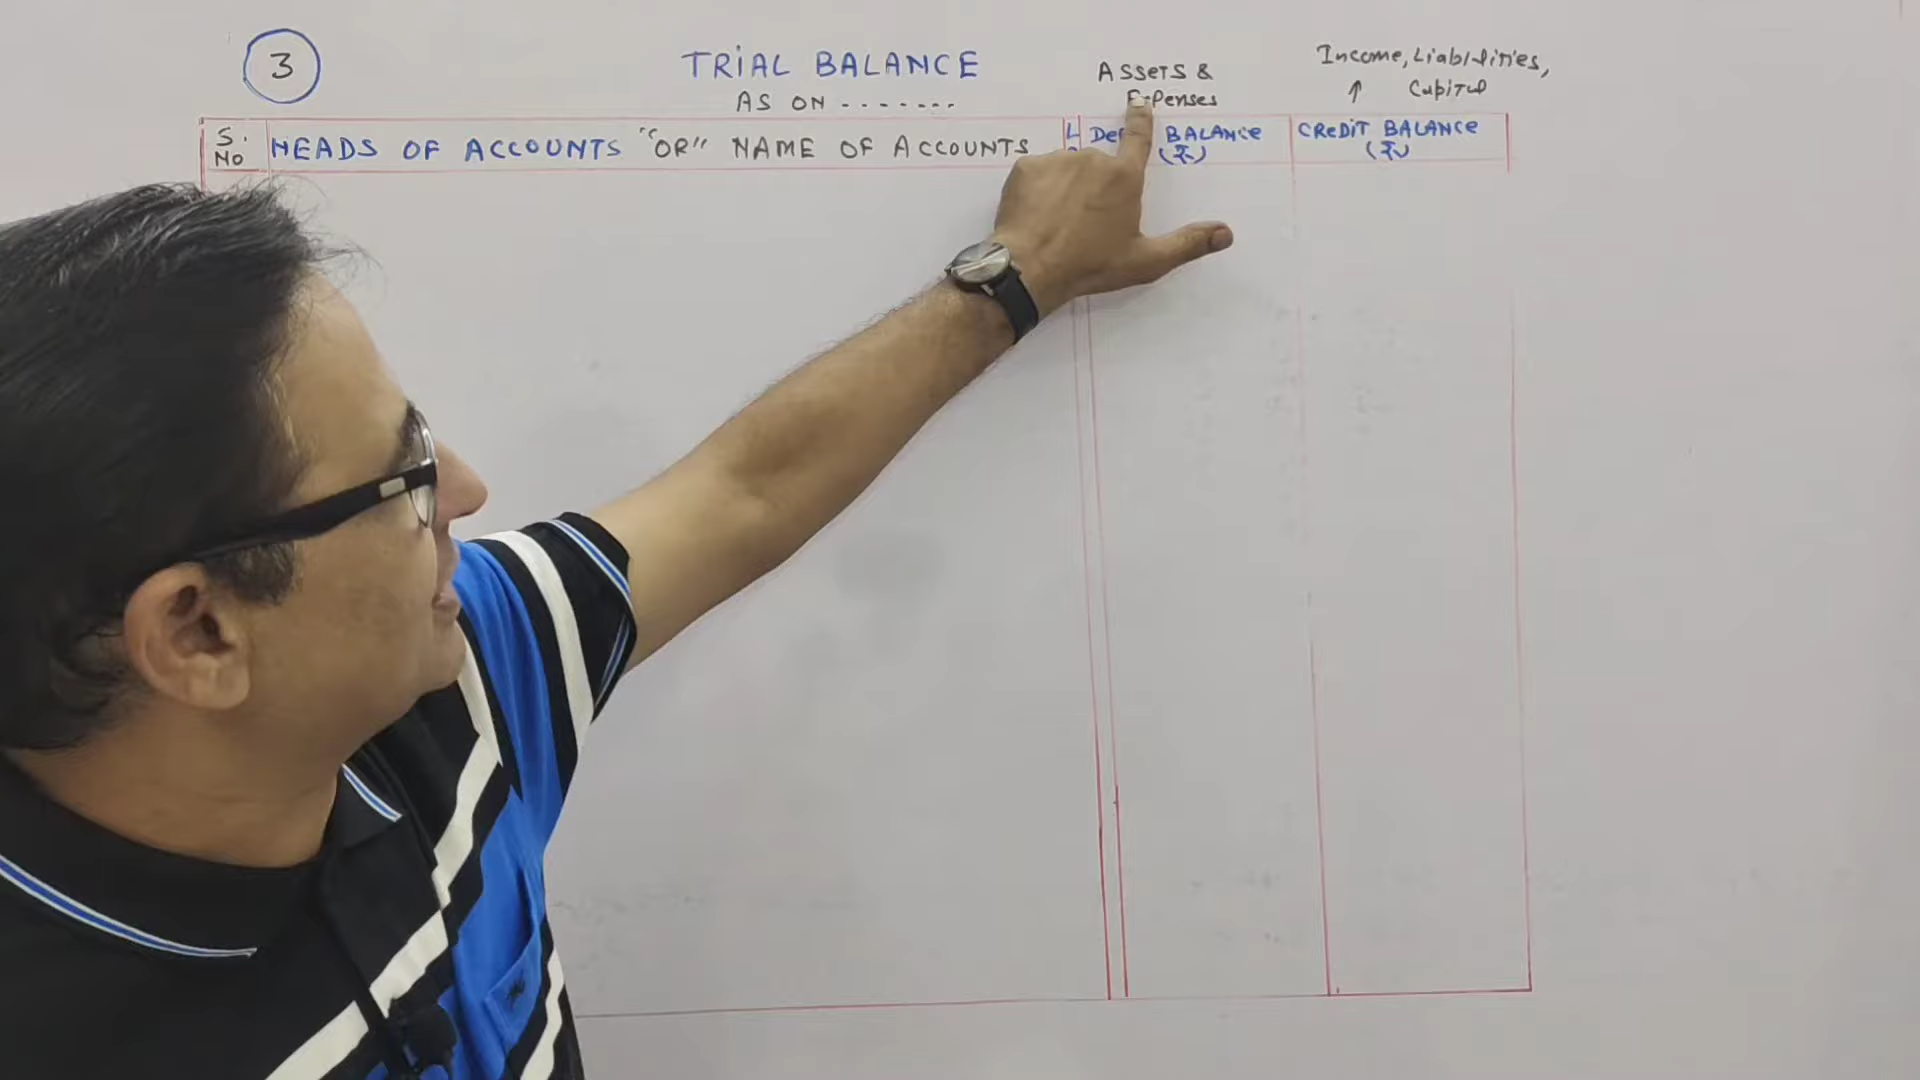 3
TRIAL BALANCE
AS ON --------
Assets &
Expenses
Income, Liabilities,
↑ Capital
S.
No
HEADS OF ACCOUNTS "OR" NAME OF ACCOUNTS
L
BALANCE
(₹)
CREDIT BALANCE
(₹)